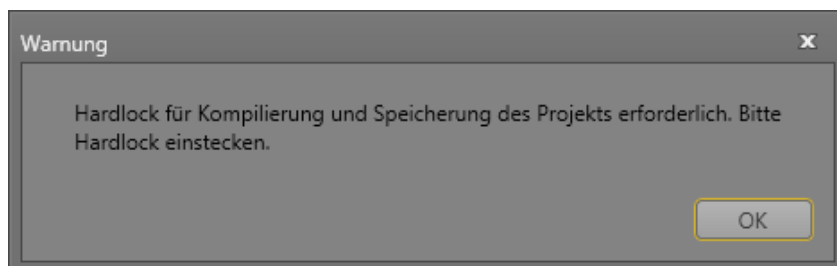 Warnung x
Hardlock für Kompilierung und Speicherung des Projekts erforderlich. Bitte
Hardlock einstecken.
OK